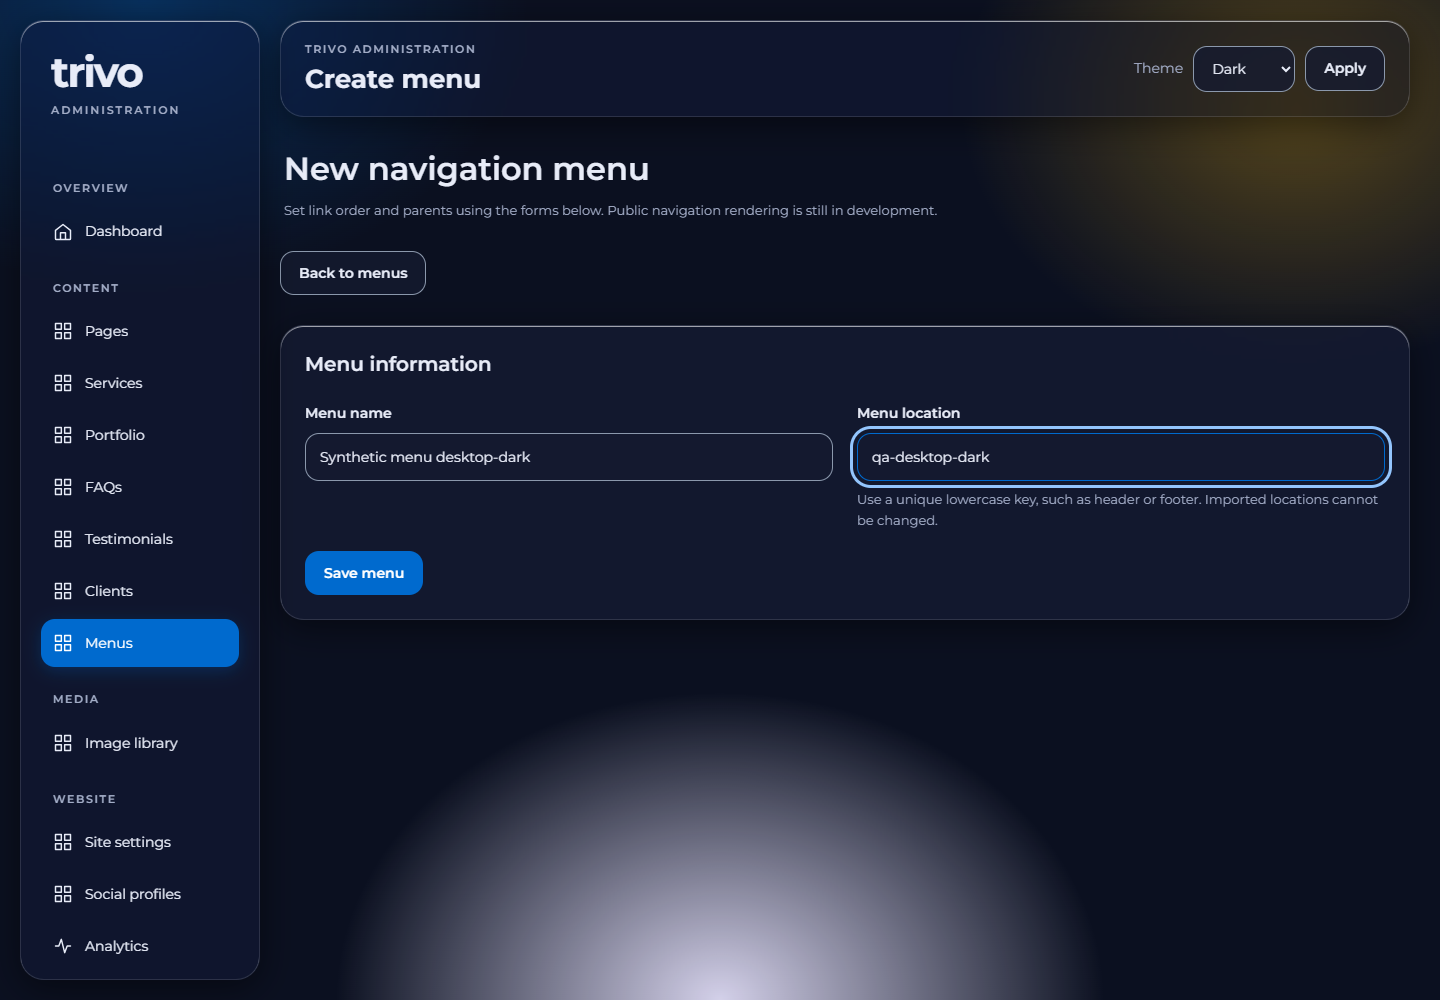 trivo
ADMINISTRATION
OVERVIEW
Dashboard
CONTENT
Pages
Services
Portfolio
FAQs
Testimonials
Clients
Menus
MEDIA
Image library
WEBSITE
Site settings
Social profiles
Analytics
TRIVO ADMINISTRATION
Create menu
Theme
Dark
Apply
New navigation menu
Set link order and parents using the forms below. Public navigation rendering is still in development.
Back to menus
Menu information
Menu name
Synthetic menu desktop-dark
Menu location
qa-desktop-dark
Use a unique lowercase key, such as header or footer. Imported locations cannot
be changed.
Save menu